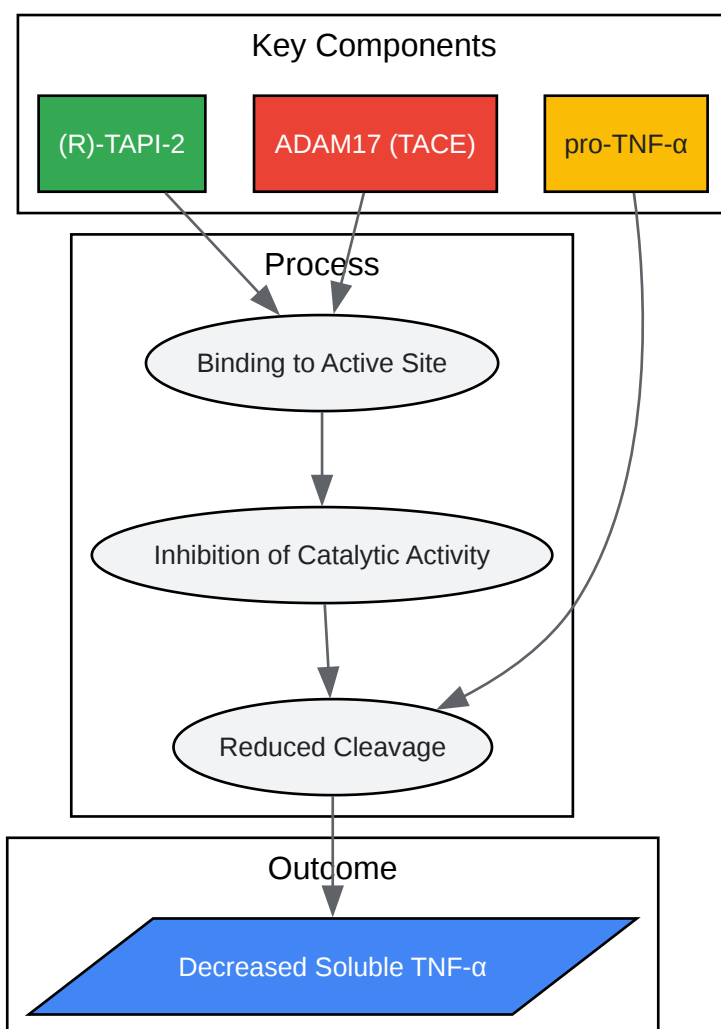 Key Components
(R)-TAPI-2
ADAM17 (TACE)
pro-TNF-α
Process
Binding to Active Site
Inhibition of Catalytic Activity
Reduced Cleavage
Outcome
Decreased Soluble TNF-α